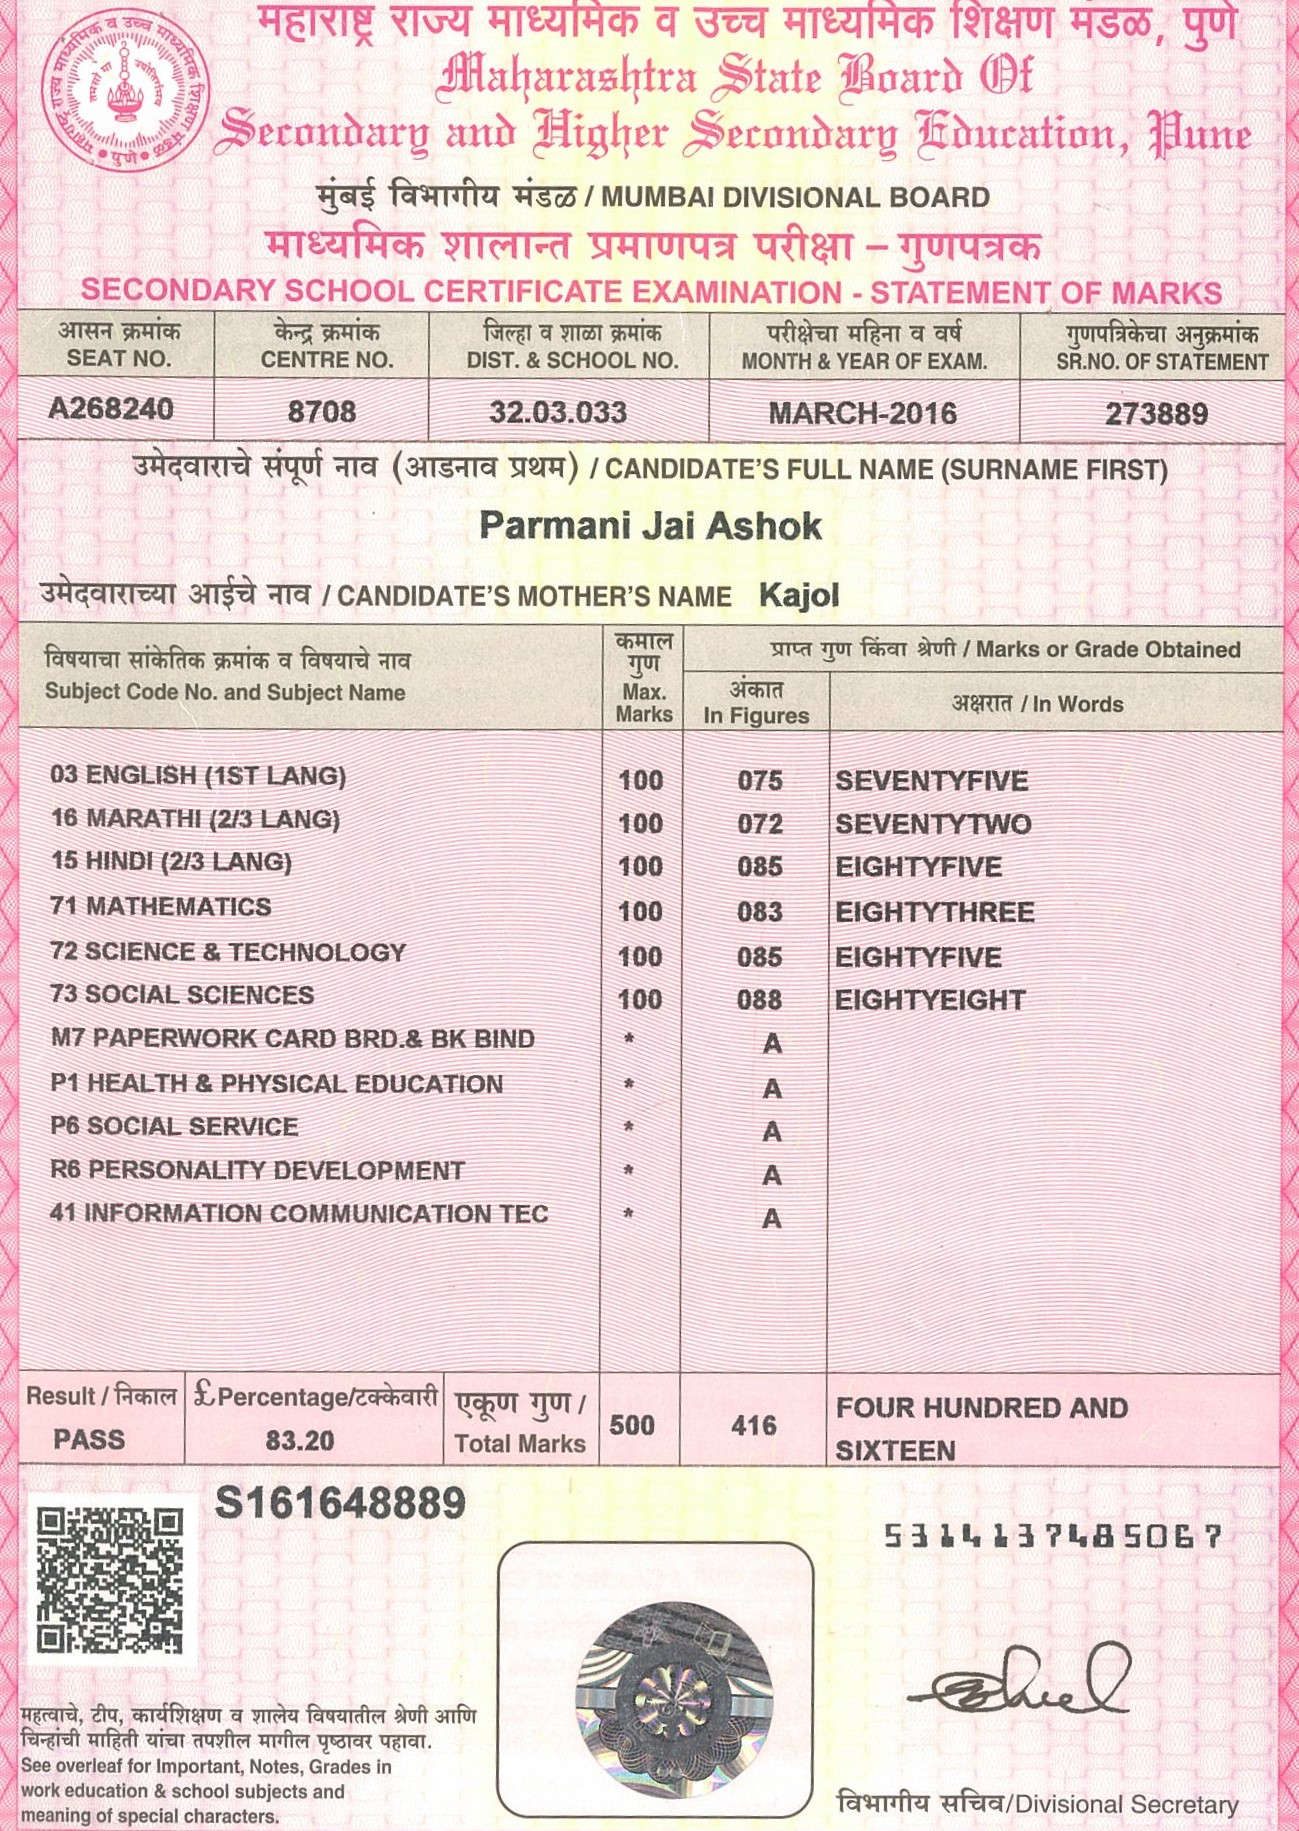 महाराष्ट्र राज्य माध्यमिक व उच्च माध्यमिक शिक्षण मंडळ, पुणे
Maharashtra State Board Of
Secondary and Higher Secondary Education, Pune
मुंबई विभागीय मंडळ / MUMBAI DIVISIONAL BOARD
माध्यमिक शालान्त प्रमाणपत्र परीक्षा – गुणपत्रक
SECONDARY SCHOOL CERTIFICATE EXAMINATION - STATEMENT OF MARKS
आसन क्रमांक केन्द्र क्रमांक जिल्हा व शाळा क्रमांक परीक्षेचा महिना व वर्ष गुणपत्रिकेचा अनुक्रमांक
SEAT NO. CENTRE NO. DIST. & SCHOOL NO. MONTH & YEAR OF EXAM. SR.NO. OF STATEMENT
A268240 8708 32.03.033 MARCH-2016 273889
उमेदवाराचे संपूर्ण नाव (आडनाव प्रथम) / CANDIDATE'S FULL NAME (SURNAME FIRST)
Parmani Jai Ashok
उमेदवाराच्या आईचे नाव / CANDIDATE'S MOTHER'S NAME Kajol
विषयाचा सांकेतिक क्रमांक व विषयाचे नाव
Subject Code No. and Subject Name
कमाल
गुण
Max.
Marks
प्राप्त गुण किंवा श्रेणी / Marks or Grade Obtained
अंकात
In Figures
अक्षरात / In Words
03 ENGLISH (1ST LANG) 100 075 SEVENTYFIVE
16 MARATHI (2/3 LANG) 100 072 SEVENTYTWO
15 HINDI (2/3 LANG) 100 085 EIGHTYFIVE
71 MATHEMATICS 100 083 EIGHTYTHREE
72 SCIENCE & TECHNOLOGY 100 085 EIGHTYFIVE
73 SOCIAL SCIENCES 100 088 EIGHTYEIGHT
M7 PAPERWORK CARD BRD.& BK BIND * A
P1 HEALTH & PHYSICAL EDUCATION * A
P6 SOCIAL SERVICE * A
R6 PERSONALITY DEVELOPMENT * A
41 INFORMATION COMMUNICATION TEC * A
Result / निकाल £ Percentage/टक्केवारी एकूण गुण /
PASS 83.20 Total Marks 500 416 FOUR HUNDRED AND
SIXTEEN
S161648889
5314137485067
महत्वाचे, टीप, कार्यशिक्षण व शालेय विषयातील श्रेणी आणि
चिन्हांची माहिती यांचा तपशील मागील पृष्ठावर पहावा.
See overleaf for Important, Notes, Grades in
work education & school subjects and
meaning of special characters.
विभागीय सचिव/Divisional Secretary